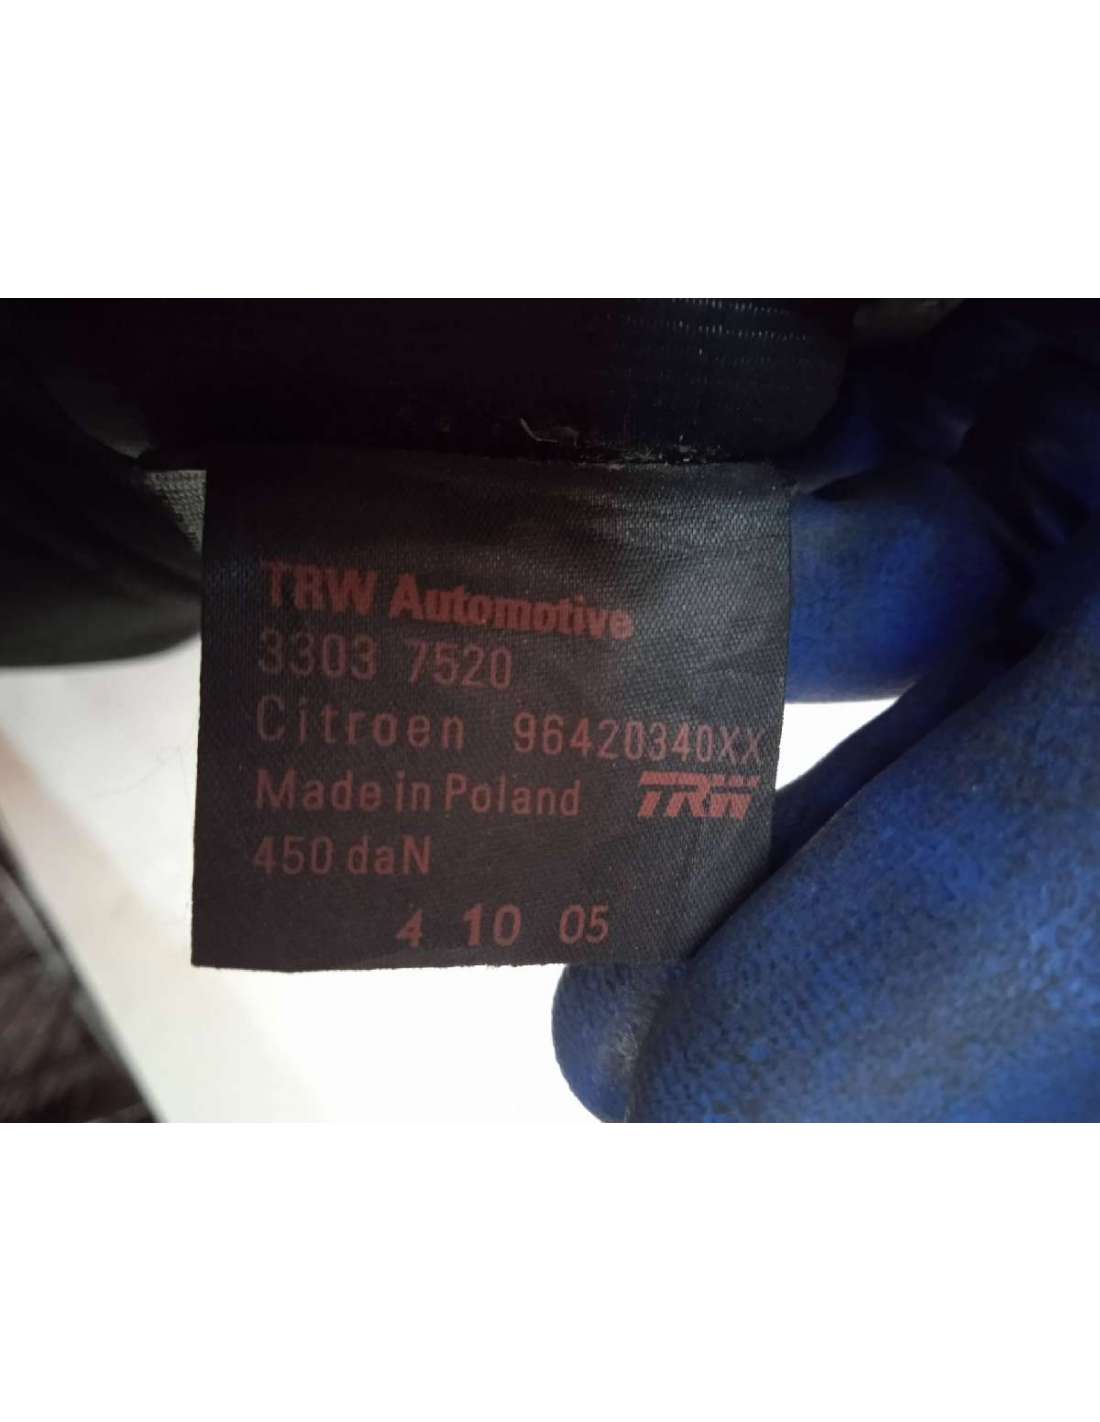 TRW Automotive
3303 7520
Citroen 96420340XX
Made in Poland TRW
450 daN
4 10 05